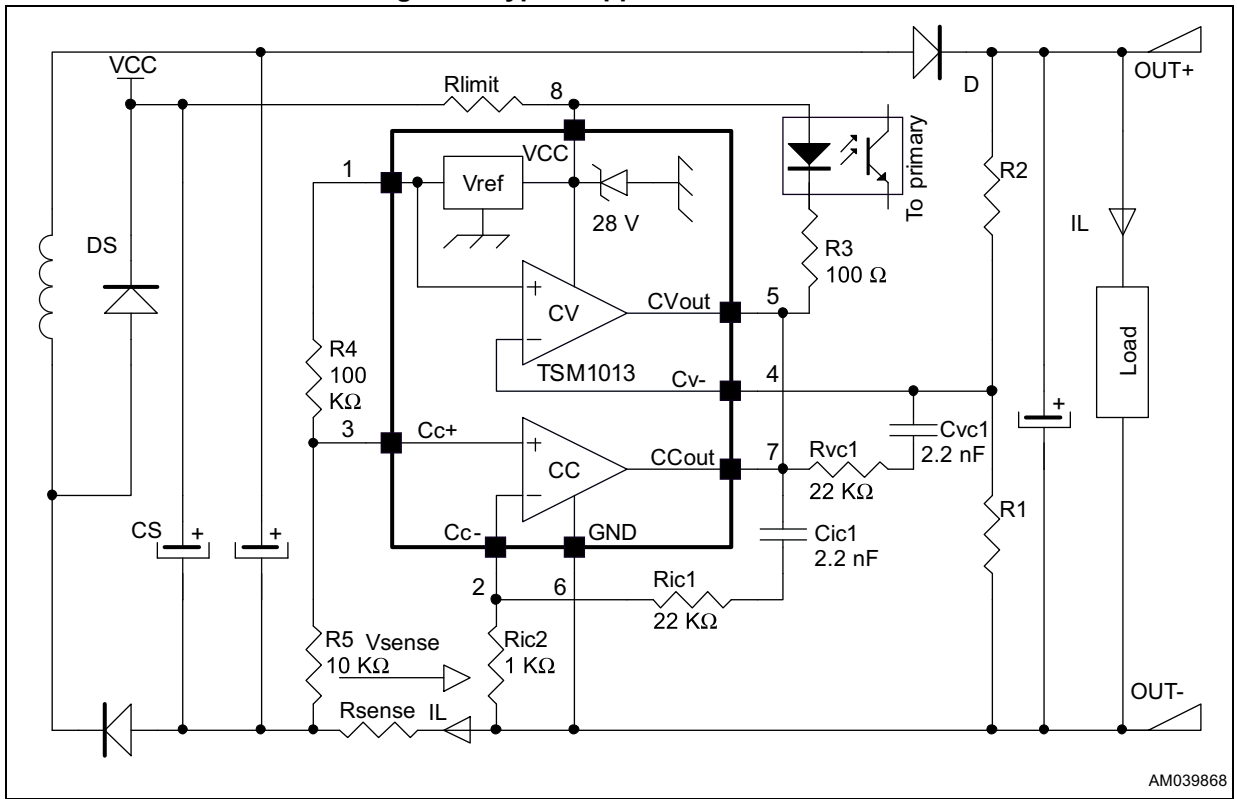 VCC
D
OUT+
Rlimit
8
VCC
1
Vref
28 V
To primary
R2
DS
R3
100 Ω
IL
+
CV
CVout
5
−
TSM1013
Cv-
4
R4
100
KΩ
Load
+
3
Cc+
+
CC
CCout
7
Rvc1
22 KΩ
Cvc1
2.2 nF
−
R1
CS
+
+
Cc-
GND
Cic1
2.2 nF
2
6
Ric1
22 KΩ
R5
10 KΩ
Vsense
Ric2
1 KΩ
Rsense
IL
OUT-
AM039868